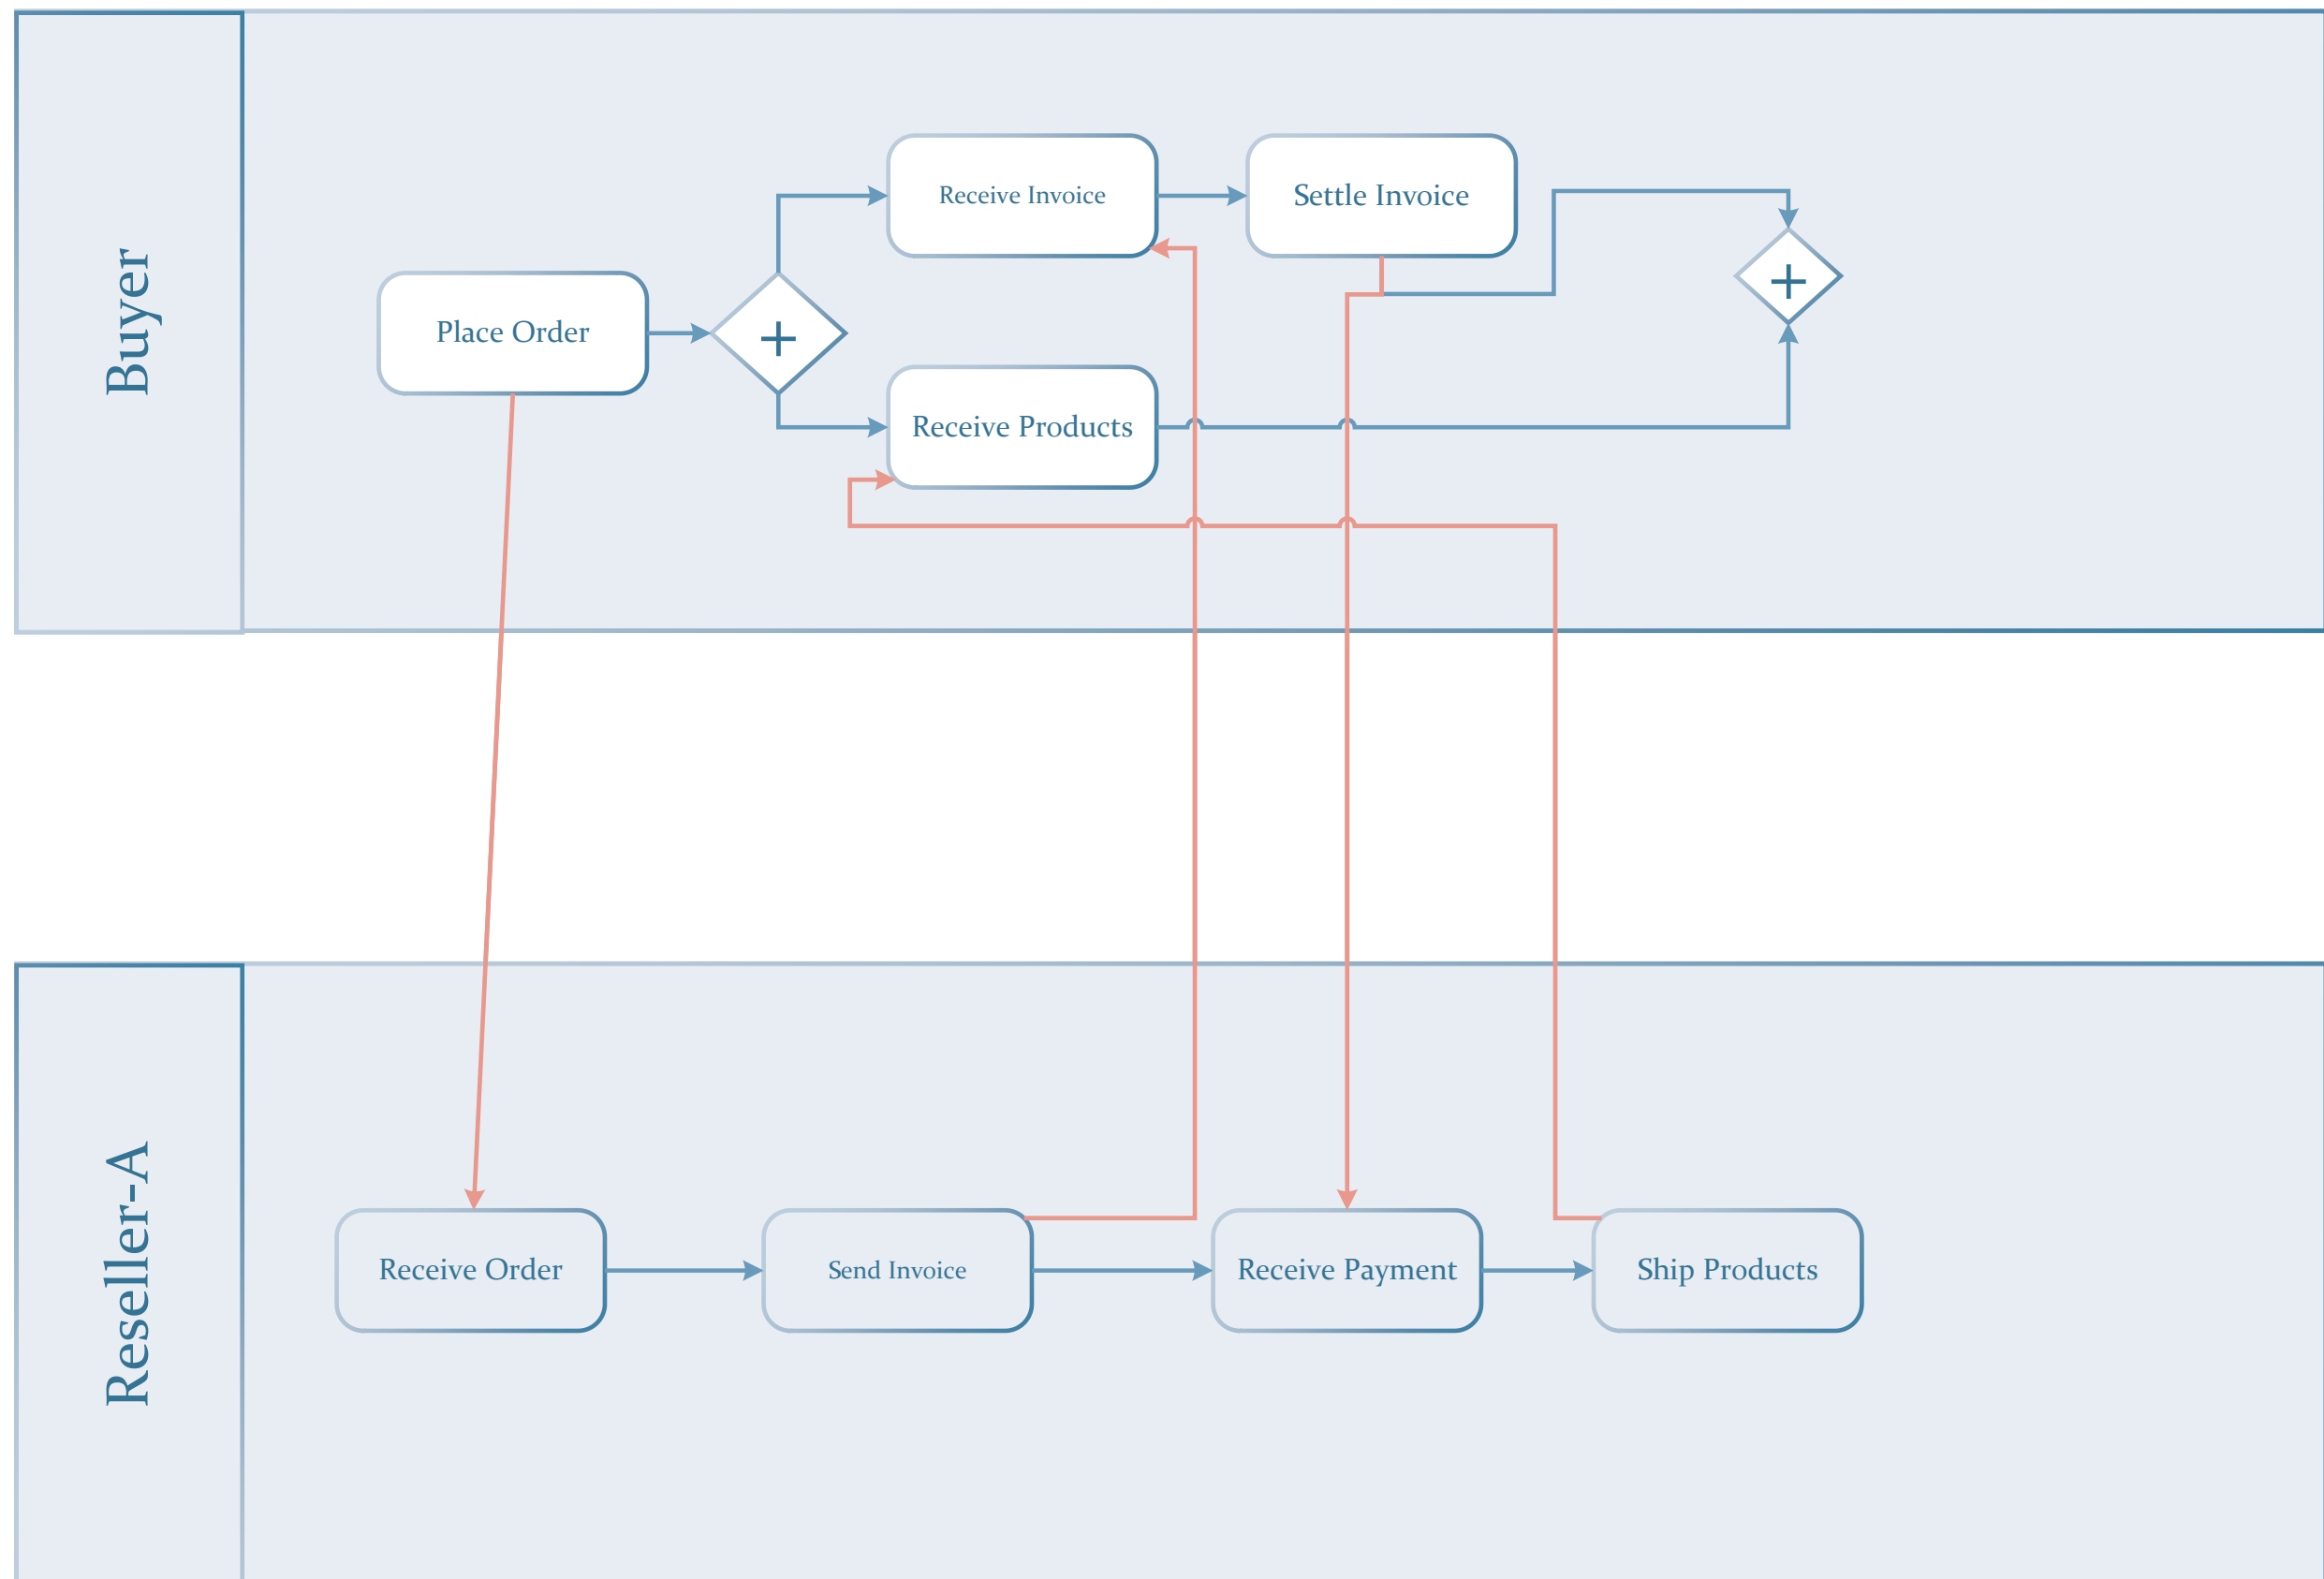 Buyer
Place Order
+
Receive Invoice
Settle Invoice
Receive Products
+
Reseller-A
Receive Order
Send Invoice
Receive Payment
Ship Products